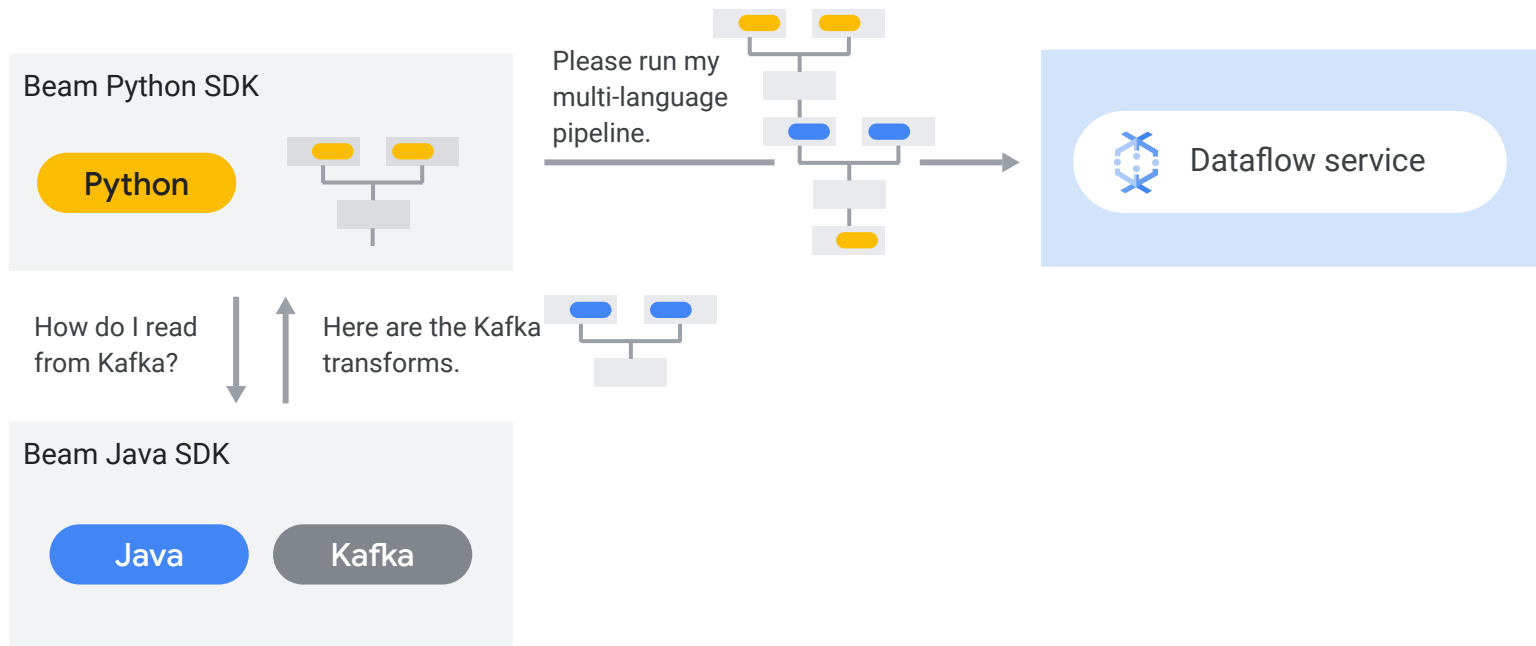 Beam Python SDK
Python
Please run my
multi-language
pipeline.
Dataflow service
How do I read
from Kafka?
Here are the Kafka
transforms.
Beam Java SDK
Java
Kafka